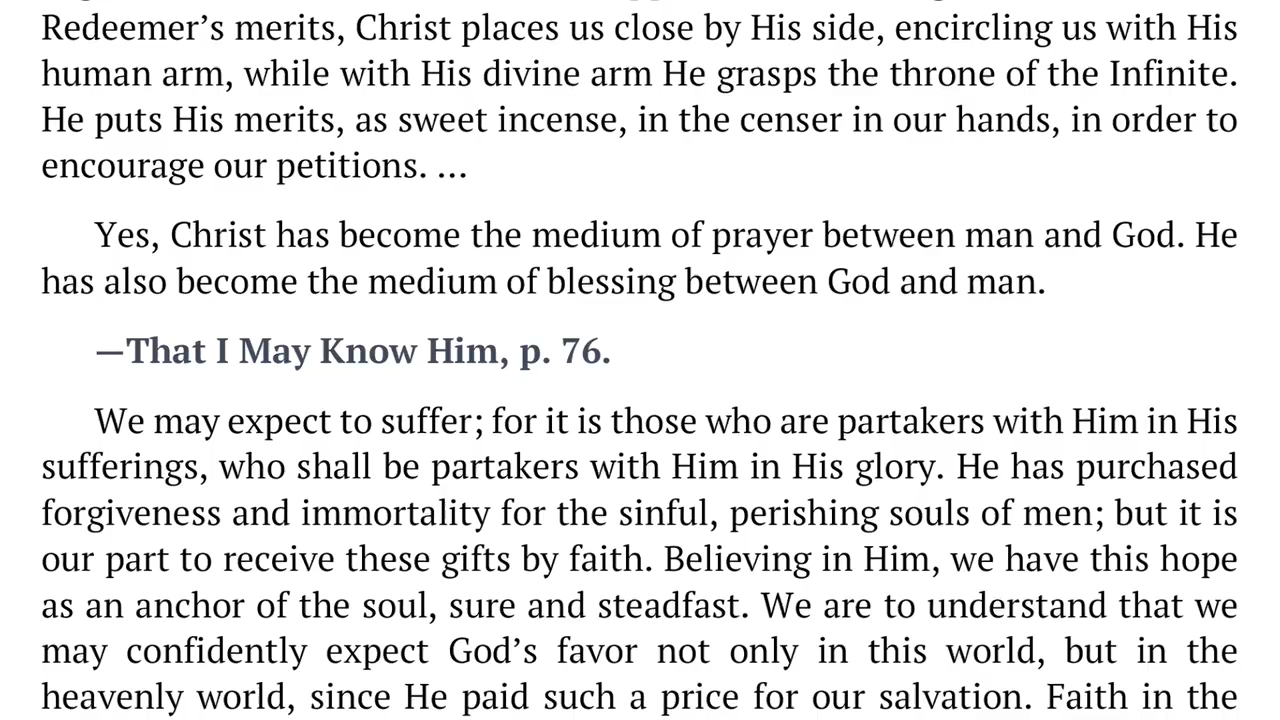 Redeemer’s merits, Christ places us close by His side, encircling us with His
human arm, while with His divine arm He grasps the throne of the Infinite.
He puts His merits, as sweet incense, in the censer in our hands, in order to
encourage our petitions. ...
Yes, Christ has become the medium of prayer between man and God. He
has also become the medium of blessing between God and man.
—That I May Know Him, p. 76.
We may expect to suffer; for it is those who are partakers with Him in His
sufferings, who shall be partakers with Him in His glory. He has purchased
forgiveness and immortality for the sinful, perishing souls of men; but it is
our part to receive these gifts by faith. Believing in Him, we have this hope
as an anchor of the soul, sure and steadfast. We are to understand that we
may confidently expect God’s favor not only in this world, but in the
heavenly world, since He paid such a price for our salvation. Faith in the